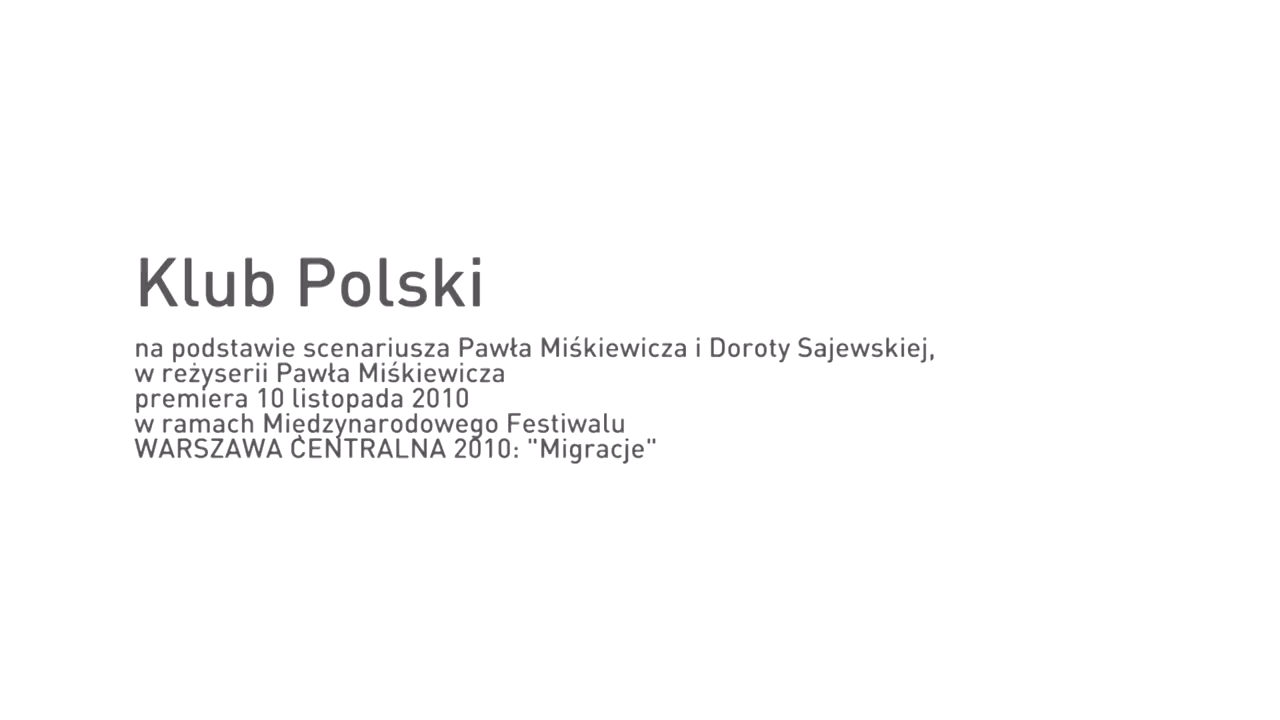 Klub Polski
na podstawie scenariusza Pawła Miśkiewicza i Doroty Sajewskiej,
w reżyserii Pawła Miśkiewicza
premiera 10 listopada 2010
w ramach Międzynarodowego Festiwalu
WARSZAWA CENTRALNA 2010: "Migracje"